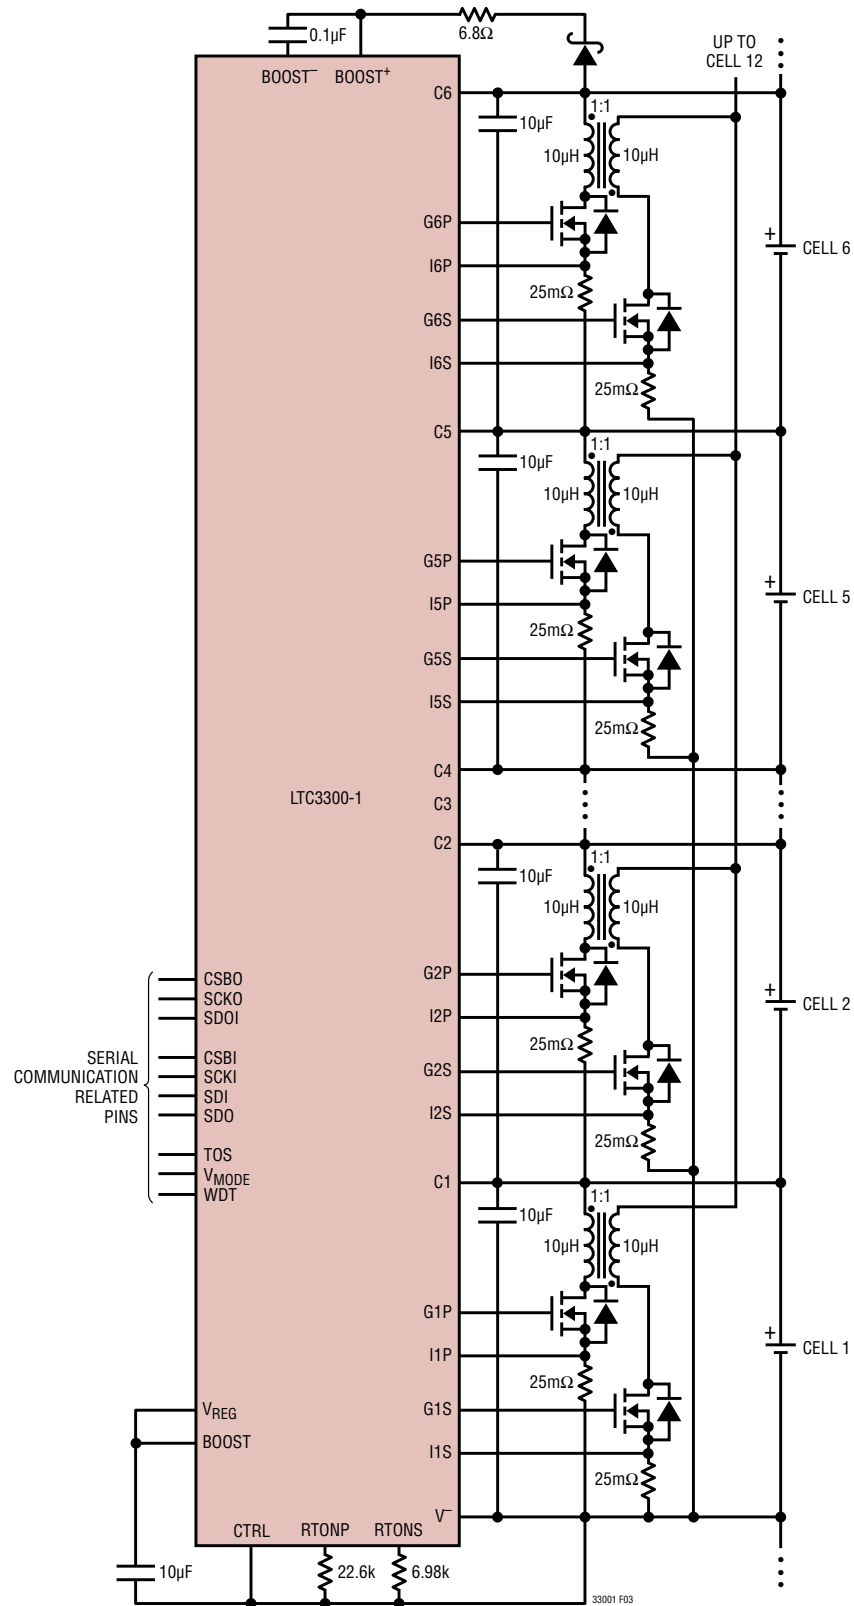 0.1µF
6.8Ω
UP TO
CELL 12
BOOST–
BOOST+
C6
1:1
10µF
10µH
10µH
G6P
CELL 6
I6P
25mΩ
G6S
I6S
25mΩ
C5
1:1
10µF
10µH
10µH
G5P
CELL 5
I5P
25mΩ
G5S
I5S
25mΩ
C4
LTC3300-1
C3
C2
1:1
10µF
10µH
10µH
G2P
CELL 2
I2P
25mΩ
G2S
I2S
25mΩ
CSBO
SCKO
SDOI
CSBI
SCKI
SDI
SDO
TOS
VMODE
WDT
SERIAL
COMMUNICATION
RELATED
PINS
C1
1:1
10µF
10µH
10µH
G1P
CELL 1
I1P
25mΩ
G1S
I1S
25mΩ
VREG
BOOST
V–
CTRL
RTONP
RTONS
10µF
22.6k
6.98k
33001 F03